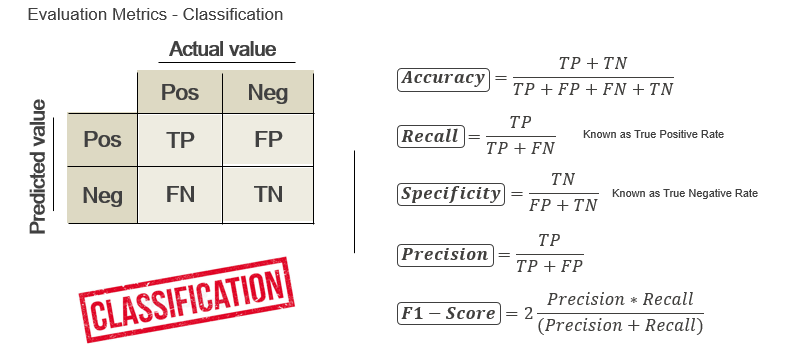 Evaluation Metrics - Classification
Actual value
Predicted value
Pos Neg
Pos TP FP
Neg FN TN
CLASSIFICATION
Accuracy = TP + TN / TP + FP + FN + TN
Recall = TP / TP + FN Known as True Positive Rate
Specificity = TN / FP + TN Known as True Negative Rate
Precision = TP / TP + FP
F1 − Score = 2 Precision ∗ Recall / (Precision + Recall)